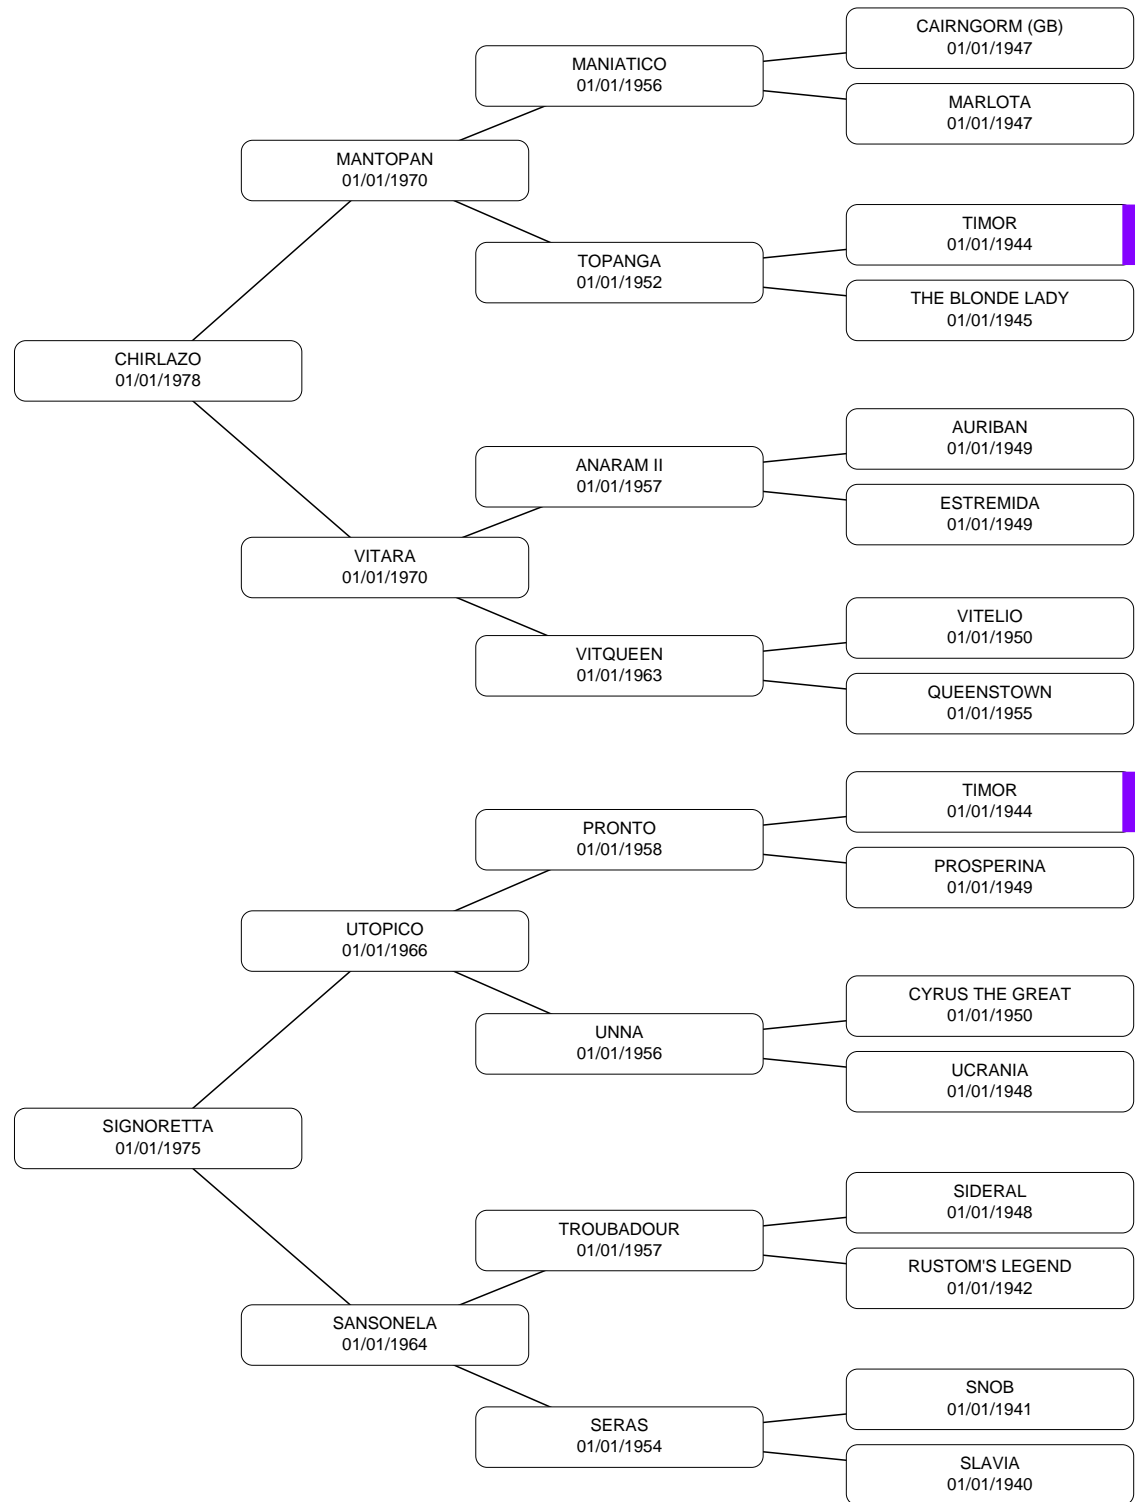 CAIRNGORM (GB)
01/01/1947
MANIATICO
01/01/1956
MARLOTA
01/01/1947
MANTOPAN
01/01/1970
TIMOR
01/01/1944
TOPANGA
01/01/1952
THE BLONDE LADY
01/01/1945
CHIRLAZO
01/01/1978
AURIBAN
01/01/1949
ANARAM II
01/01/1957
ESTREMIDA
01/01/1949
VITARA
01/01/1970
VITELIO
01/01/1950
VITQUEEN
01/01/1963
QUEENSTOWN
01/01/1955
TIMOR
01/01/1944
PRONTO
01/01/1958
PROSPERINA
01/01/1949
UTOPICO
01/01/1966
CYRUS THE GREAT
01/01/1950
UNNA
01/01/1956
UCRANIA
01/01/1948
SIGNORETTA
01/01/1975
SIDERAL
01/01/1948
TROUBADOUR
01/01/1957
RUSTOM'S LEGEND
01/01/1942
SANSONELA
01/01/1964
SNOB
01/01/1941
SERAS
01/01/1954
SLAVIA
01/01/1940